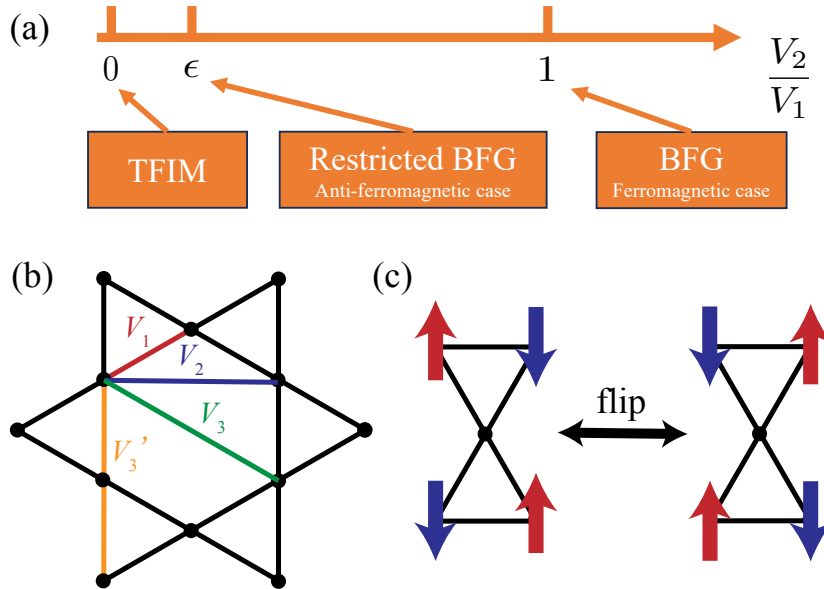 (a)
0
ϵ
1
V₂
V₁
TFIM
Restricted BFG
Anti-ferromagnetic case
BFG
Ferromagnetic case
(b)
V₁
V₂
V₃
V₃’
(c)
flip